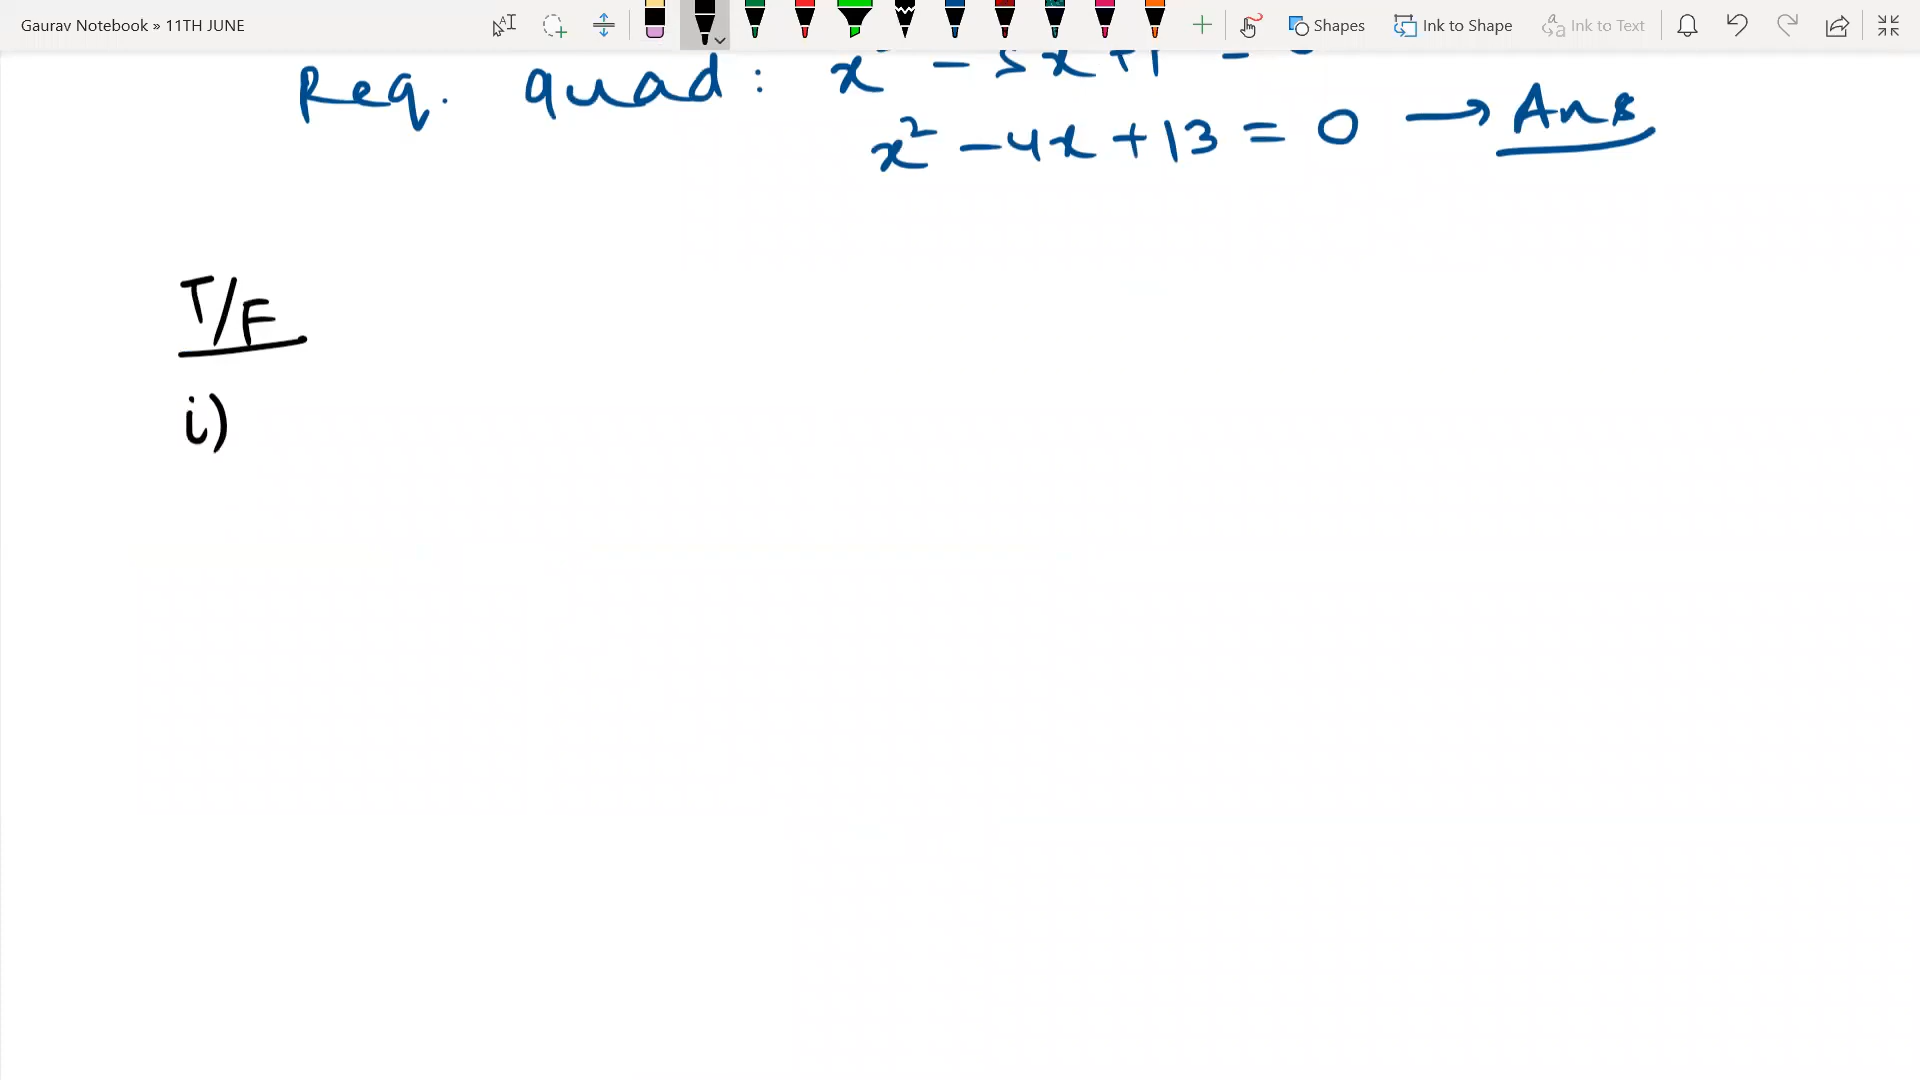 Gaurav Notebook » 11TH JUNE Shapes Ink to Shape Ink to Text
Req. quad :
x² - 4x + 13 = 0 → Ans
T/F
i)